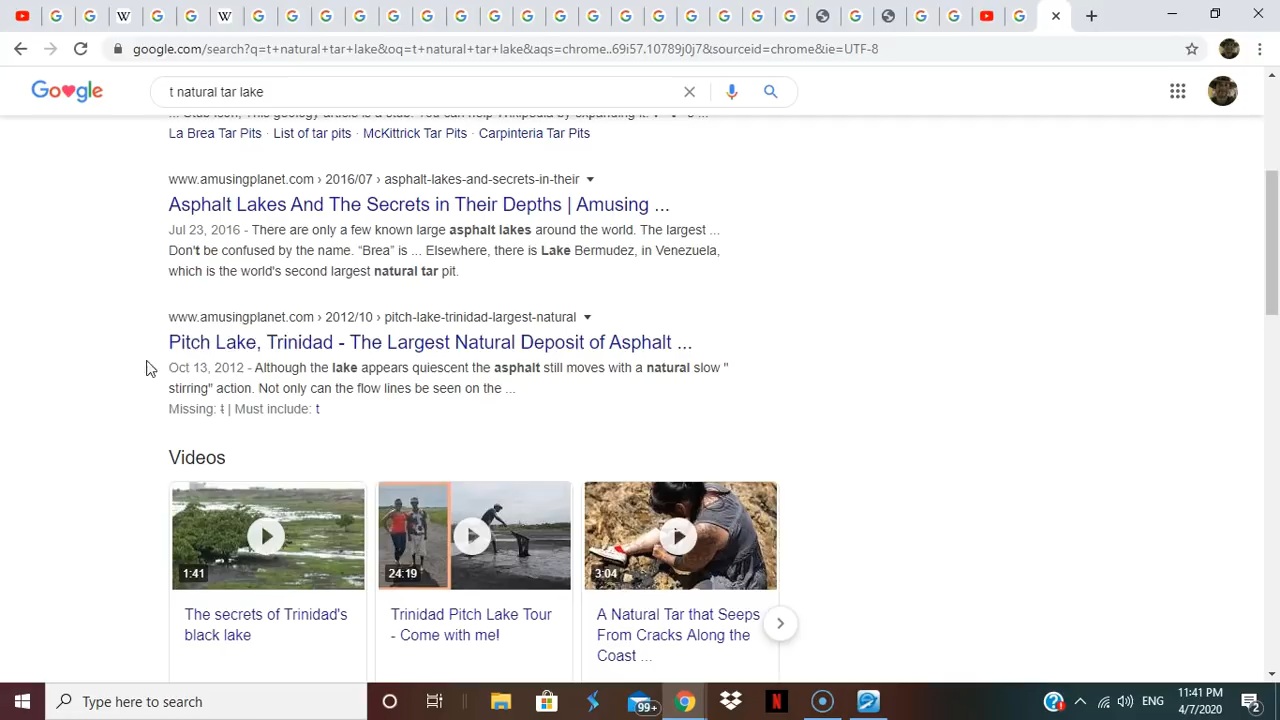 google.com/search?q=t+natural+tar+lake&oq=t+natural+tar+lake&aqs=chrome..69i57.10789j0j7&sourceid=chrome&ie=UTF-8
Google
t natural tar lake
La Brea Tar Pits · List of tar pits · McKittrick Tar Pits · Carpinteria Tar Pits
www.amusingplanet.com › 2016/07 › asphalt-lakes-and-secrets-in-their
Asphalt Lakes And The Secrets in Their Depths | Amusing ...
Jul 23, 2016 - There are only a few known large asphalt lakes around the world. The largest ...
Don't be confused by the name. “Brea” is ... Elsewhere, there is Lake Bermudez, in Venezuela,
which is the world's second largest natural tar pit.
www.amusingplanet.com › 2012/10 › pitch-lake-trinidad-largest-natural
Pitch Lake, Trinidad - The Largest Natural Deposit of Asphalt ...
Oct 13, 2012 - Although the lake appears quiescent the asphalt still moves with a natural slow "
stirring" action. Not only can the flow lines be seen on the ...
Missing: t | Must include: t
Videos
1:41
24:19
3:04
The secrets of Trinidad's
black lake
Trinidad Pitch Lake Tour
- Come with me!
A Natural Tar that Seeps
From Cracks Along the
Coast ...
Type here to search
99+
ENG
11:41 PM
4/7/2020
2